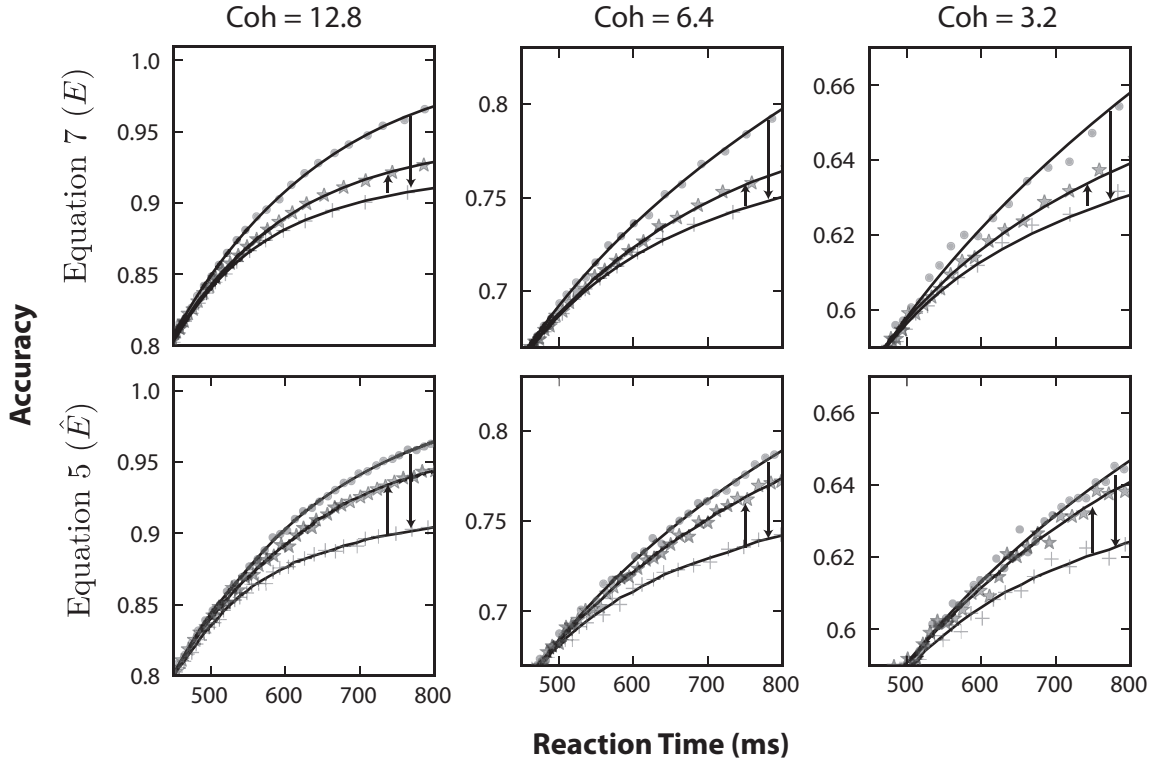 Coh = 12.8
Coh = 6.4
Coh = 3.2
Accuracy
Equation 7 (E)
1.0
0.95
0.9
0.85
0.8
0.8
0.75
0.7
0.66
0.64
0.62
0.6
Equation 5 (Ê)
1.0
0.95
0.9
0.85
0.8
500 600 700 800
0.8
0.75
0.7
500 600 700 800
0.66
0.64
0.62
0.6
500 600 700 800
Reaction Time (ms)